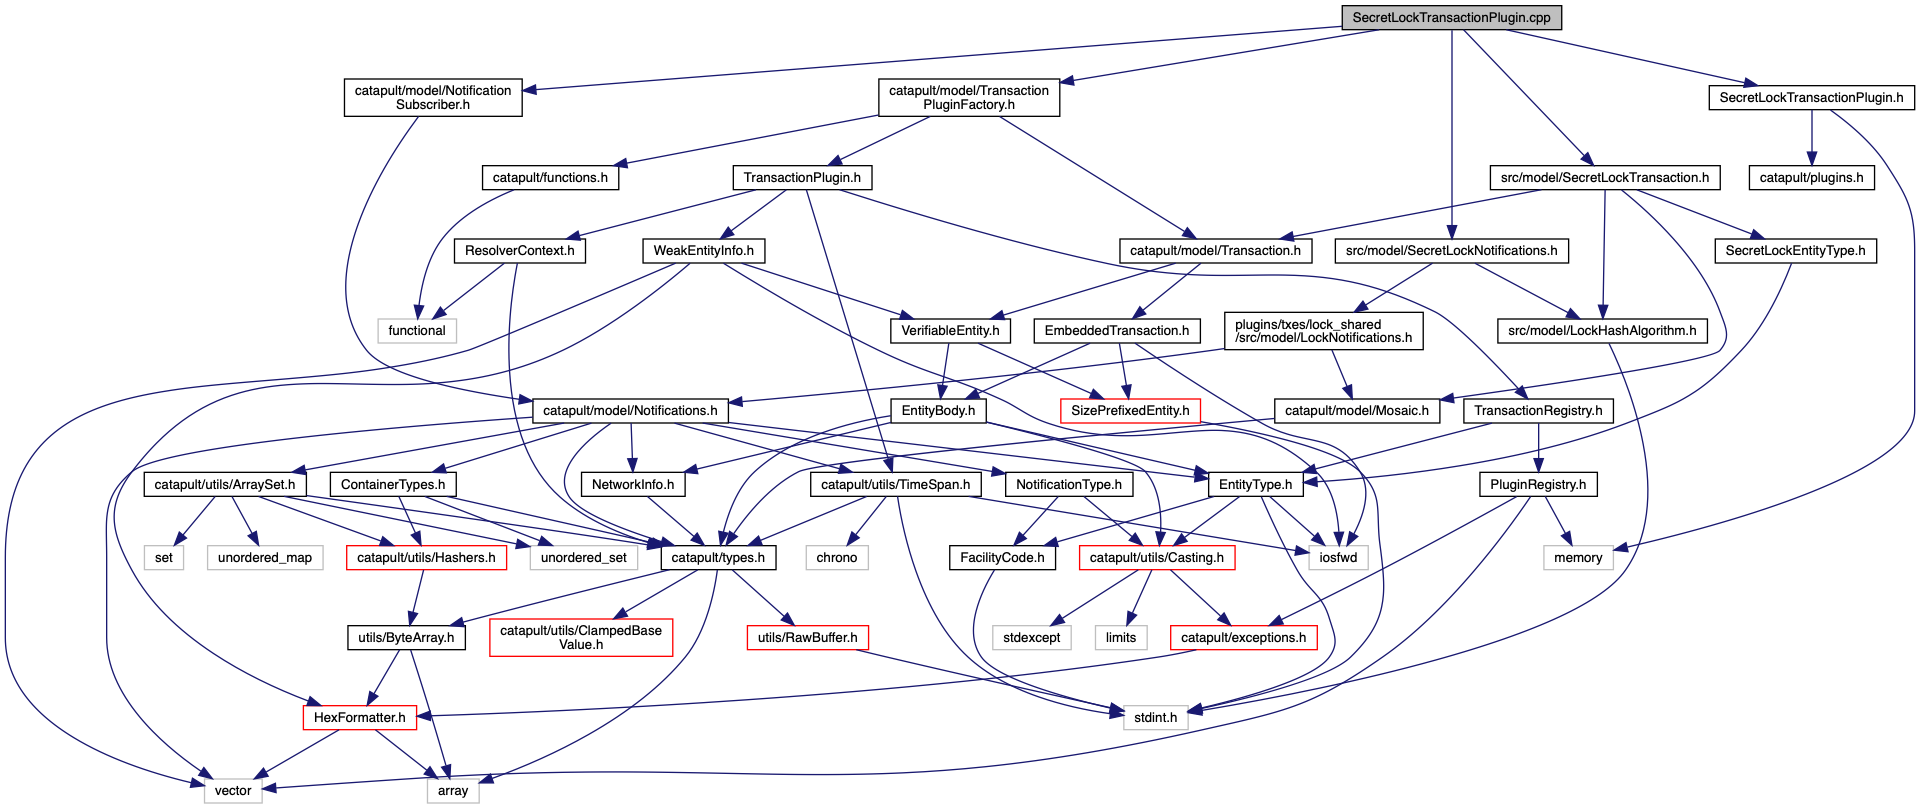 SecretLockTransactionPlugin.cpp
catapult/model/Notification
Subscriber.h
catapult/model/Transaction
PluginFactory.h
SecretLockTransactionPlugin.h
catapult/functions.h
TransactionPlugin.h
src/model/SecretLockTransaction.h
catapult/plugins.h
ResolverContext.h
WeakEntityInfo.h
catapult/model/Transaction.h
src/model/SecretLockNotifications.h
SecretLockEntityType.h
functional
VerifiableEntity.h
EmbeddedTransaction.h
plugins/txes/lock_shared
/src/model/LockNotifications.h
src/model/LockHashAlgorithm.h
catapult/model/Notifications.h
EntityBody.h
SizePrefixedEntity.h
catapult/model/Mosaic.h
TransactionRegistry.h
catapult/utils/ArraySet.h
ContainerTypes.h
NetworkInfo.h
catapult/utils/TimeSpan.h
NotificationType.h
EntityType.h
PluginRegistry.h
set
unordered_map
catapult/utils/Hashers.h
unordered_set
catapult/types.h
chrono
FacilityCode.h
catapult/utils/Casting.h
iosfwd
memory
utils/ByteArray.h
catapult/utils/ClampedBase
Value.h
utils/RawBuffer.h
stdexcept
limits
catapult/exceptions.h
HexFormatter.h
stdint.h
vector
array